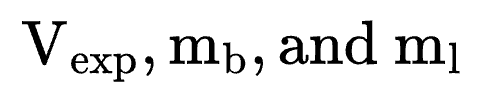 V_exp, m_b, and m_l